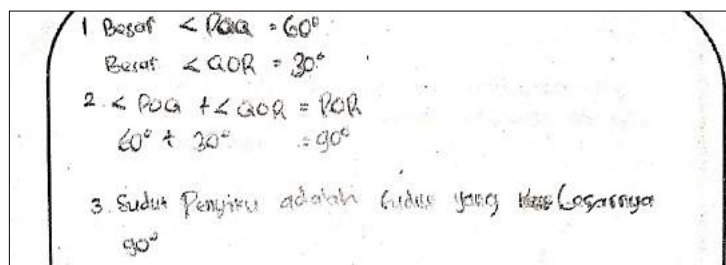 1 Besar < POQ = 60°
Besar < QOR = 30°
2. < POQ + < QOR = POR
60° + 30° = 90°
3. Sudut Penyiku adalah sudut yang besarnya
90°